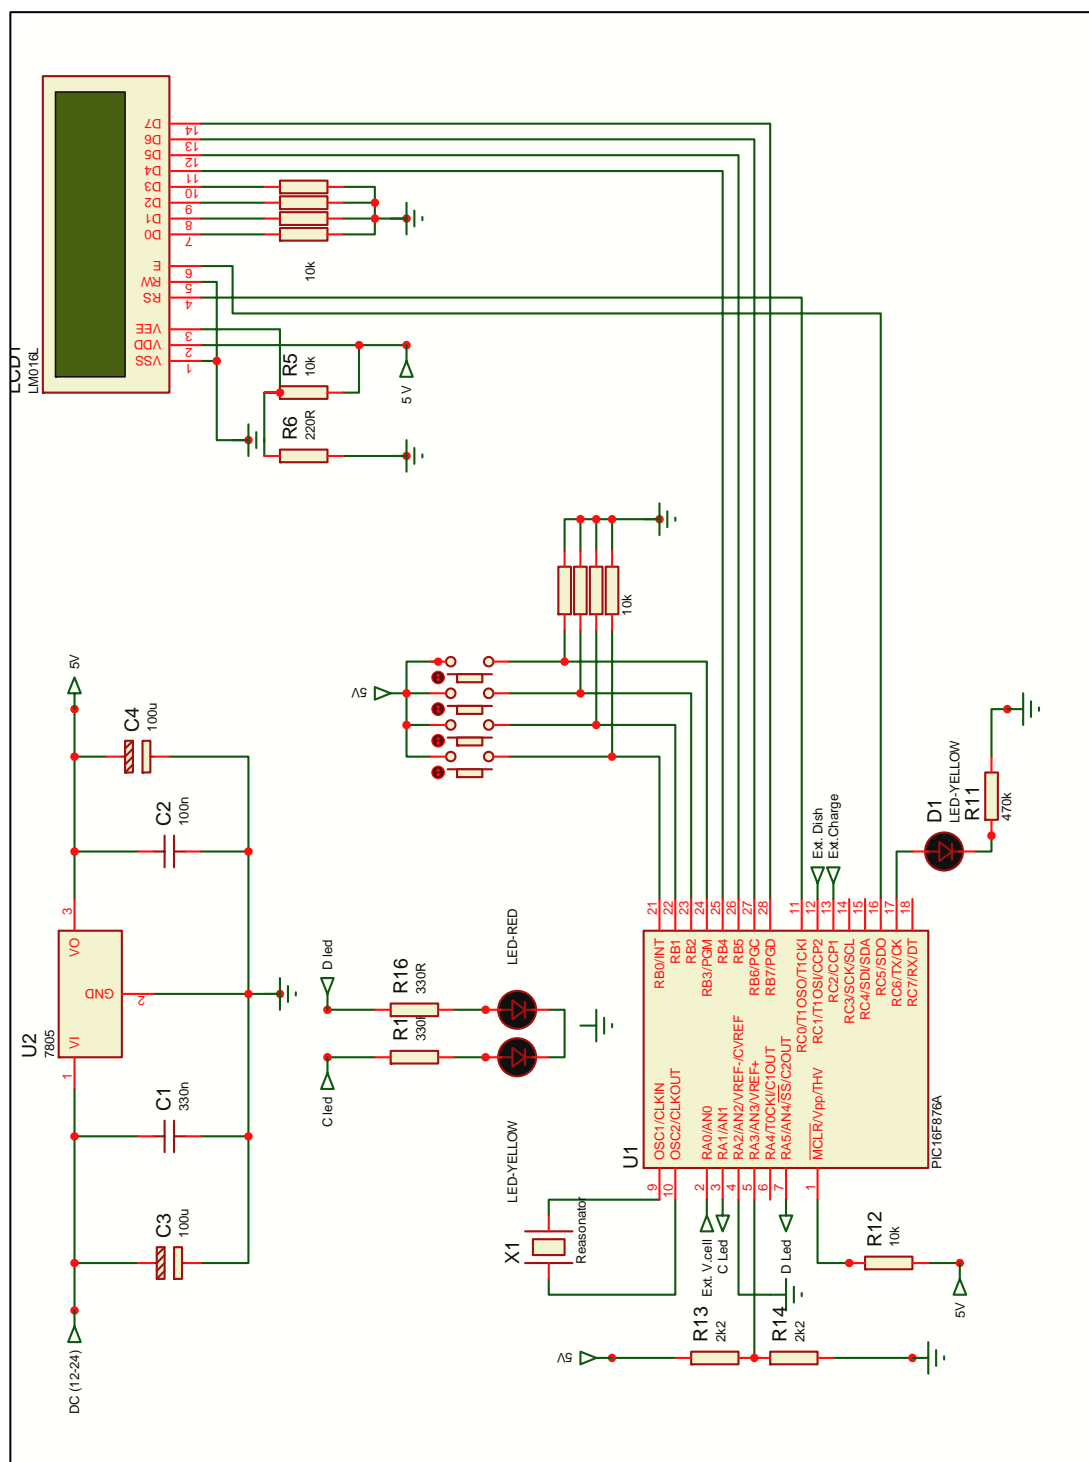 LCD1
LM016L
D7
D6
D5
D4
D3
D2
D1
D0
E
RW
RS
VEE
VDD
VSS
14
13
12
11
10
9
8
7
6
5
4
3
2
1
10k
R5
10k
R6
220R
5 V
10k
5V
5V
C4
100u
C2
100n
U2
7805
VI
VO
GND
1
3
2
C1
330n
C3
100u
DC (12-24)
D led
C led
R16
330R
R1
330R
LED-RED
LED-YELLOW
D1
LED-YELLOW
R11
470k
Ext. Dish
Ext.Charge
U1
PIC16F876A
21
22
23
24
25
26
27
28
11
12
13
14
15
16
17
18
RB0/INT
RB1
RB2
RB3/PGM
RB4
RB5
RB6/PGC
RB7/PGD
RC0/T1OSO/T1CKI
RC1/T1OSI/CCP2
RC2/CCP1
RC3/SCK/SCL
RC4/SDI/SDA
RC5/SDO
RC6/TX/CK
RC7/RX/DT
OSC1/CLKIN
OSC2/CLKOUT
RA0/AN0
RA1/AN1
RA2/AN2/VREF-/CVREF
RA3/AN3/VREF+
RA4/T0CKI/C1OUT
RA5/AN4/SS/C2OUT
MCLR/Vpp/THV
9
10
2
3
4
5
6
7
1
X1
Reasonator
Ext. V.cell
C Led
D Led
R12
10k
5V
R13
2k2
R14
2k2
5V